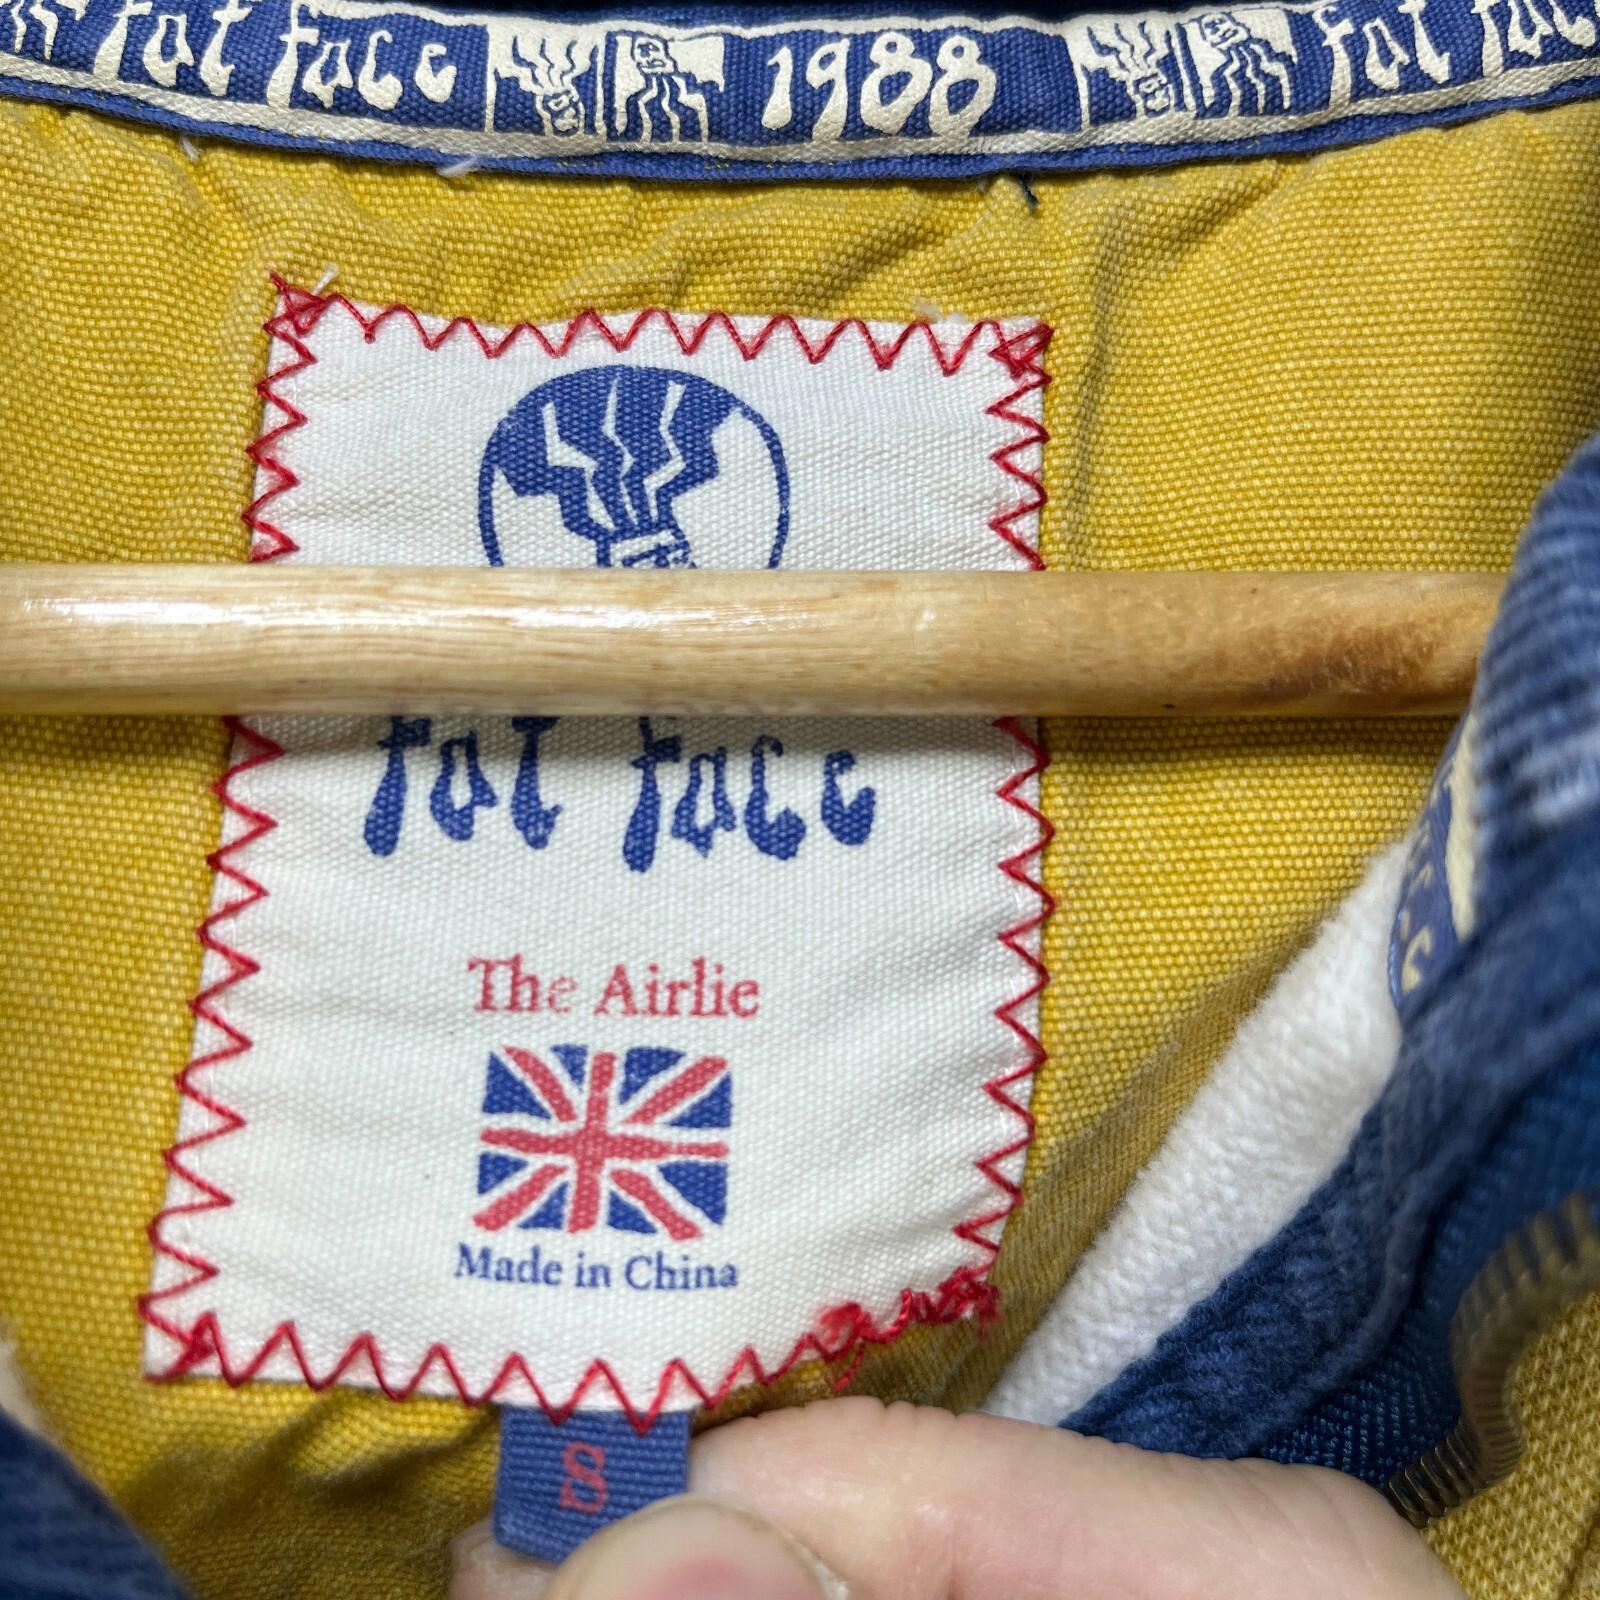 fat face 1988 fat face
fat face
The Airlie
Made in China
S